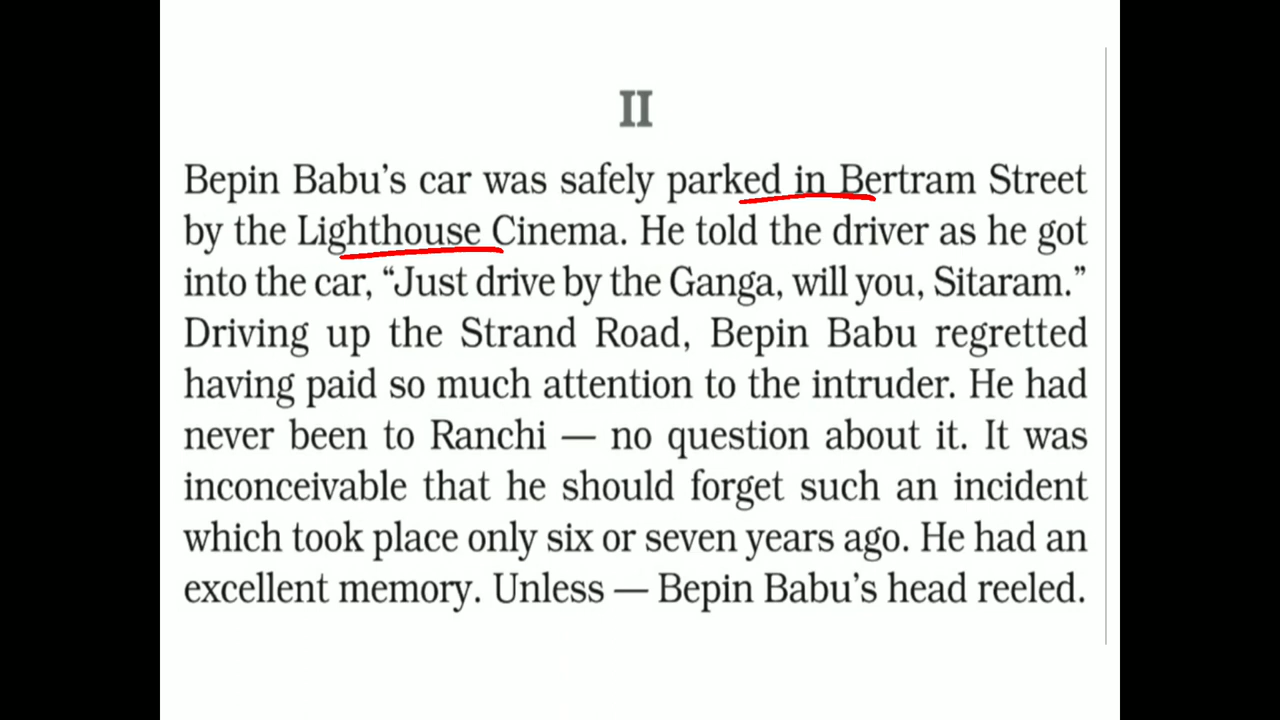 II
Bepin Babu’s car was safely parked in Bertram Street
by the Lighthouse Cinema. He told the driver as he got
into the car, “Just drive by the Ganga, will you, Sitaram.”
Driving up the Strand Road, Bepin Babu regretted
having paid so much attention to the intruder. He had
never been to Ranchi — no question about it. It was
inconceivable that he should forget such an incident
which took place only six or seven years ago. He had an
excellent memory. Unless — Bepin Babu’s head reeled.